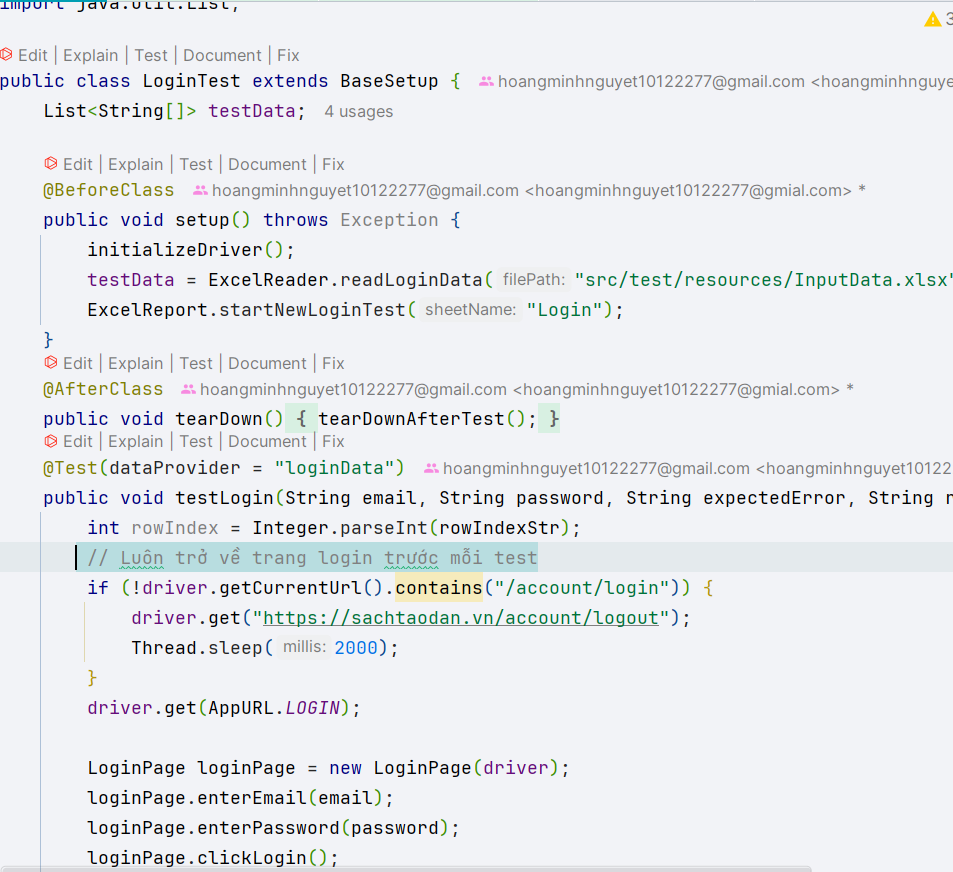 import java.util.List;
3
Edit | Explain | Test | Document | Fix
public class LoginTest extends BaseSetup { hoangminhnguyet10122277@gmail.com <hoangminhnguye
List<String[]> testData; 4 usages
Edit | Explain | Test | Document | Fix
@BeforeClass hoangminhnguyet10122277@gmail.com <hoangminhnguyet10122277@gmial.com> *
public void setup() throws Exception {
initializeDriver();
testData = ExcelReader.readLoginData( filePath: "src/test/resources/InputData.xlsx"
ExcelReport.startNewLoginTest( sheetName: "Login");
}
Edit | Explain | Test | Document | Fix
@AfterClass hoangminhnguyet10122277@gmail.com <hoangminhnguyet10122277@gmial.com> *
public void tearDown() { tearDownAfterTest(); }
Edit | Explain | Test | Document | Fix
@Test(dataProvider = "loginData") hoangminhnguyet10122277@gmail.com <hoangminhnguyet10122
public void testLogin(String email, String password, String expectedError, String
int rowIndex = Integer.parseInt(rowIndexStr);
// Luôn trở về trang login trước mỗi test
if (!driver.getCurrentUrl().contains("/account/login")) {
driver.get("https://sachtaodan.vn/account/logout");
Thread.sleep( millis: 2000);
}
driver.get(AppURL.LOGIN);
LoginPage loginPage = new LoginPage(driver);
loginPage.enterEmail(email);
loginPage.enterPassword(password);
loginPage.clickLogin();